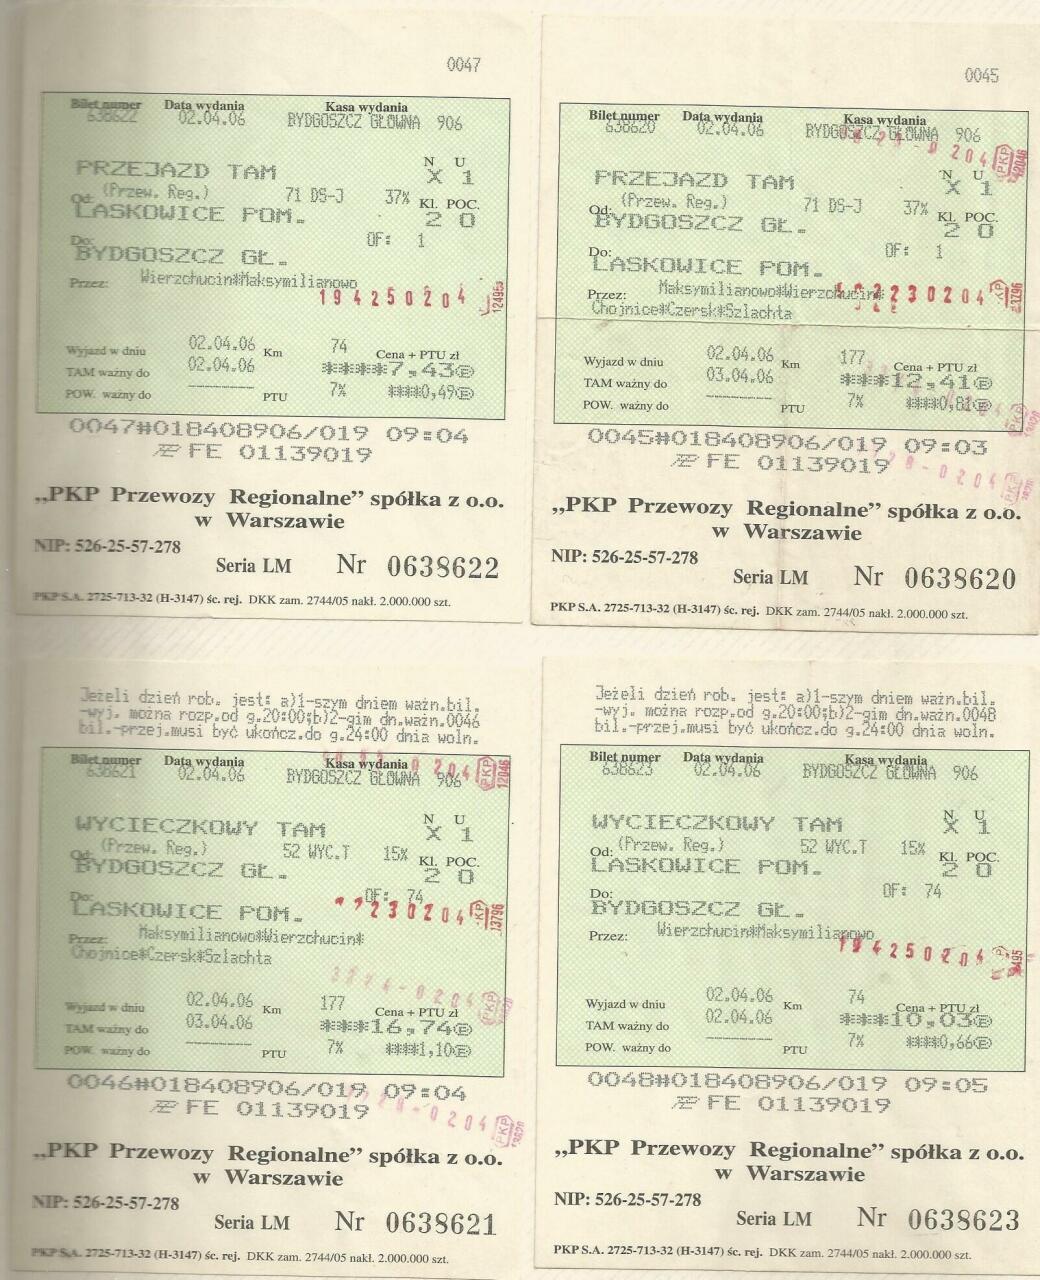 0047
Bilet numer Data wydania Kasa wydania
638622 02.04.06 BYDGOSZCZ GŁOWNA 906
N U
PRZEJAZD TAM X 1
(Przew. Reg.) 71 DS-J 37%
Od: Kl. POC.
LASKOWICE POM. 2 0
Do: OF: 1
BYDGOSZCZ GŁ.
Przez: Wierzchucin*Maksymilianowo
194250204
Wyjazd w dniu 02.04.06 Km 74 Cena + PTU zł
TAM ważny do 02.04.06 *****7,43
POW. ważny do ---------- PTU 7% ****0,49
0047#018408906/019 09:04
FE 01139019
„PKP Przewozy Regionalne” spółka z o.o.
w Warszawie
NIP: 526-25-57-278
Seria LM Nr 0638622
PKP S.A. 2725-713-32 (H-3147) śc. rej. DKK zam. 2744/05 nakł. 2.000.000 szt.
0045
Bilet numer Data wydania Kasa wydania
638620 02.04.06 BYDGOSZCZ GŁOWNA 906
N U
PRZEJAZD TAM X 1
(Przew. Reg.) 71 DS-J 37%
Od: Kl. POC.
BYDGOSZCZ GŁ. 2 0
Do: OF: 1
LASKOWICE POM.
Przez: Maksymilianowo*Wierzchucin*
Chojnice*Czersk*Szlachta
Wyjazd w dniu 02.04.06 Km 177 Cena + PTU zł
TAM ważny do 03.04.06 ***12,41
POW. ważny do ---------- PTU 7% ****0,81
0045#018408906/019 09:03
FE 01139019
„PKP Przewozy Regionalne” spółka z o.o.
w Warszawie
NIP: 526-25-57-278
Seria LM Nr 0638620
PKP S.A. 2725-713-32 (H-3147) śc. rej. DKK zam. 2744/05 nakł. 2.000.000 szt.
Jeżeli dzień rob. jest: a)1-szym dniem ważn.bil.
-wyj. można rozp.od g.20:00;b)2-gim dn.ważn.0046
bil.-przej.musi być ukończ.do g.24:00 dnia woln.
Bilet numer Data wydania Kasa wydania
638621 02.04.06 BYDGOSZCZ GŁOWNA 906
N U
WYCIECZKOWY TAM X 1
(Przew. Reg.) 52 WYC.T 15%
Od: Kl. POC.
BYDGOSZCZ GŁ. 2 0
Do: OF: 74
LASKOWICE POM.
230204
Przez: Maksymilianowo*Wierzchucin*
Chojnice*Czersk*Szlachta
Wyjazd w dniu 02.04.06 Km 177 Cena + PTU zł
TAM ważny do 03.04.06 ***16,74
POW. ważny do ---------- PTU 7% ****1,10
0046#018408906/019 09:04
FE 01139019
„PKP Przewozy Regionalne” spółka z o.o.
w Warszawie
NIP: 526-25-57-278
Seria LM Nr 0638621
PKP S.A. 2725-713-32 (H-3147) śc. rej. DKK zam. 2744/05 nakł. 2.000.000 szt.
Jeżeli dzień rob. jest: a)1-szym dniem ważn.bil.
-wyj. można rozp.od g.20:00;b)2-gim dn.ważn.0048
bil.-przej.musi być ukończ.do g.24:00 dnia woln.
Bilet numer Data wydania Kasa wydania
638623 02.04.06 BYDGOSZCZ GŁOWNA 906
N U
WYCIECZKOWY TAM X 1
(Przew. Reg.) 52 WYC.T 15%
Od: Kl. POC.
LASKOWICE POM. 2 0
Do: OF: 74
BYDGOSZCZ GŁ.
Przez: Wierzchucin*Maksymilianowo
194250204
Wyjazd w dniu 02.04.06 Km 74 Cena + PTU zł
TAM ważny do 02.04.06 ***10,03
POW. ważny do ---------- PTU 7% ****0,66
0048#018408906/019 09:05
FE 01139019
„PKP Przewozy Regionalne” spółka z o.o.
w Warszawie
NIP: 526-25-57-278
Seria LM Nr 0638623
PKP S.A. 2725-713-32 (H-3147) śc. rej. DKK zam. 2744/05 nakł. 2.000.000 szt.